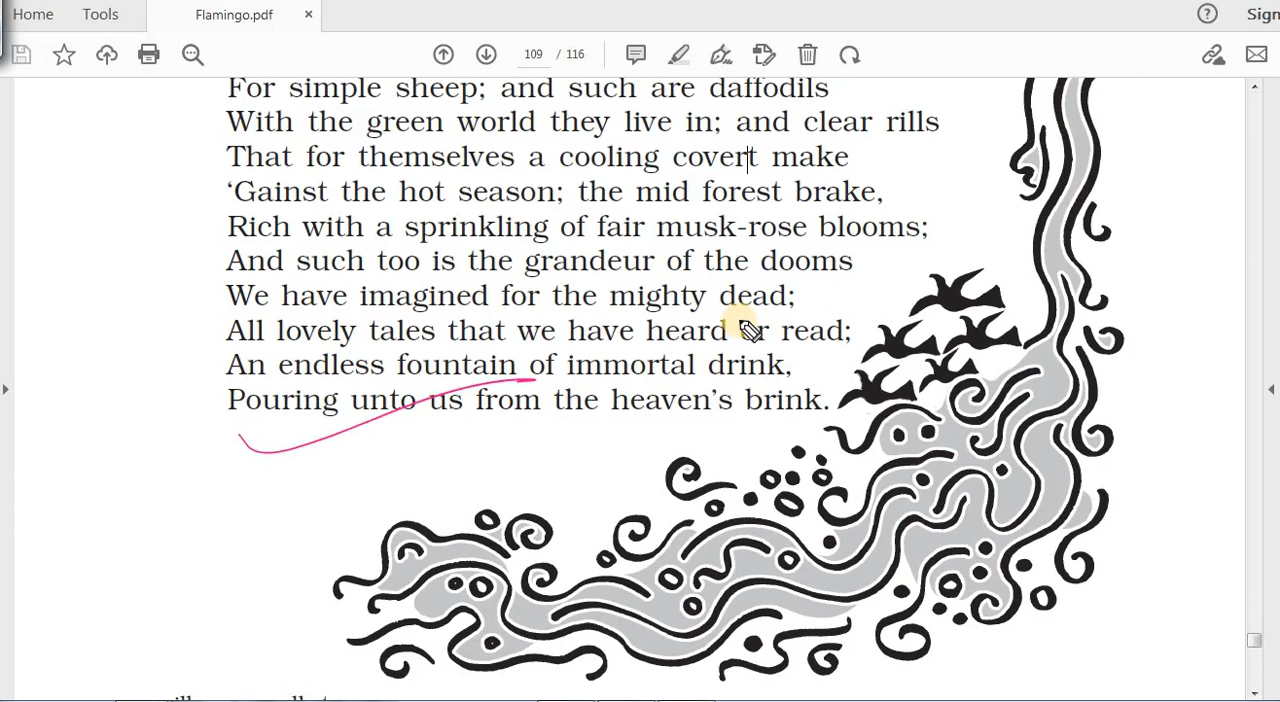 Home Tools Flamingo.pdf × Sign
109 / 116
For simple sheep; and such are daffodils
With the green world they live in; and clear rills
That for themselves a cooling covert make
‘Gainst the hot season; the mid forest brake,
Rich with a sprinkling of fair musk-rose blooms;
And such too is the grandeur of the dooms
We have imagined for the mighty dead;
All lovely tales that we have heard or read;
An endless fountain of immortal drink,
Pouring unto us from the heaven’s brink.